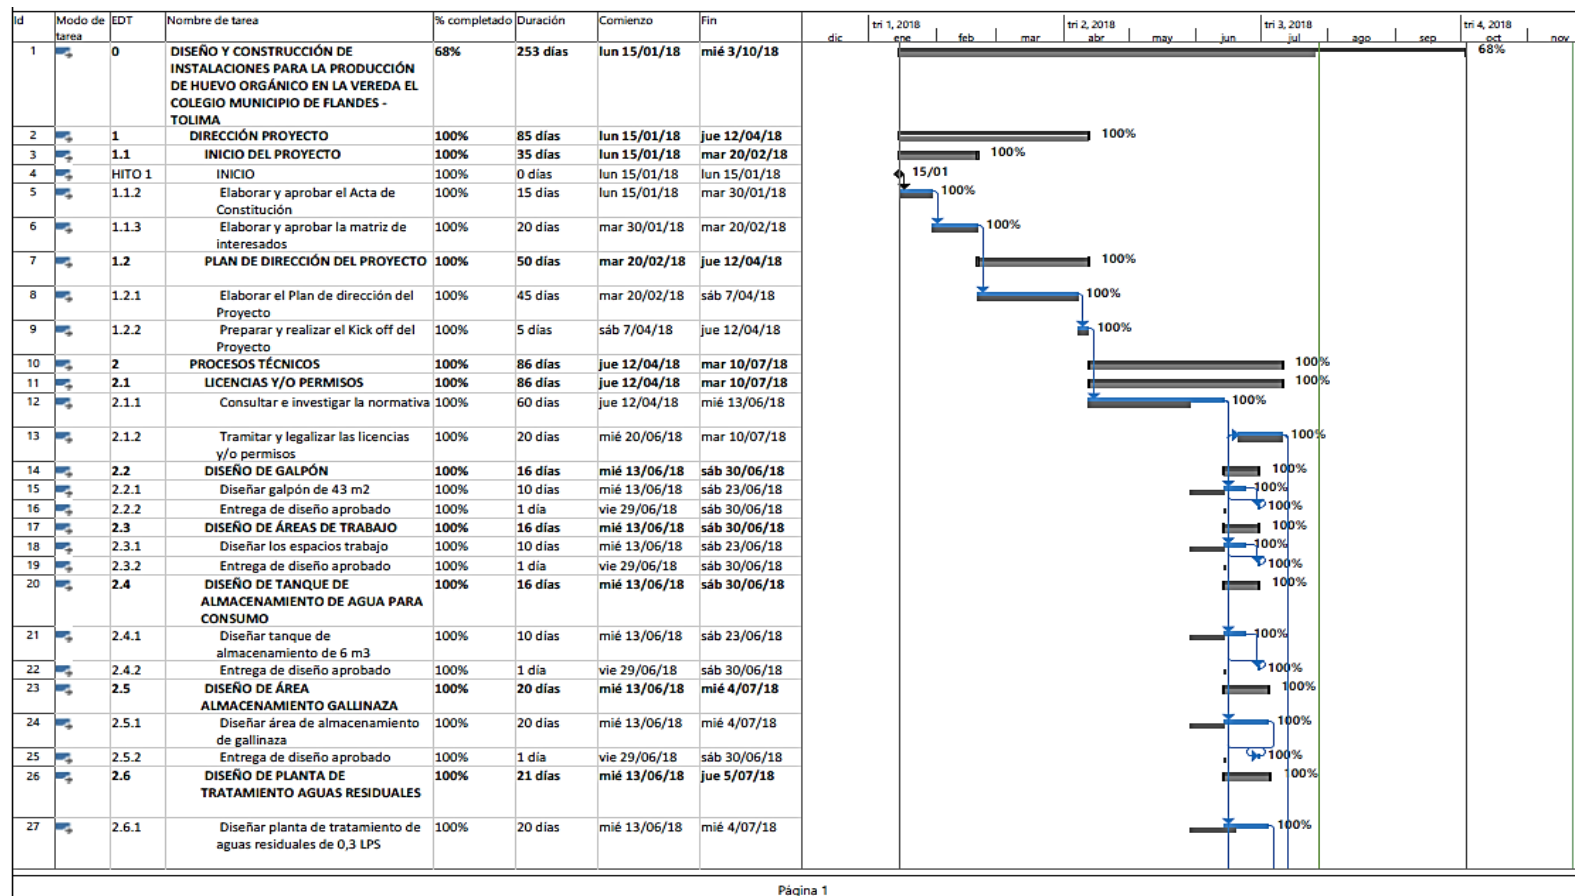 Id Modo de tarea EDT Nombre de tarea % completado Duración Comienzo Fin
tri 1, 2018 tri 2, 2018 tri 3, 2018 tri 4, 2018
dic ene feb mar abr may jun jul ago sep oct nov
1 0 DISEÑO Y CONSTRUCCIÓN DE 68% 253 días lun 15/01/18 mié 3/10/18 68%
INSTALACIONES PARA LA PRODUCCIÓN
DE HUEVO ORGÁNICO EN LA VEREDA EL
COLEGIO MUNICIPIO DE FLANDES -
TOLIMA
2 1 DIRECCIÓN PROYECTO 100% 85 días lun 15/01/18 jue 12/04/18 100%
3 1.1 INICIO DEL PROYECTO 100% 35 días lun 15/01/18 mar 20/02/18 100%
4 HITO 1 INICIO 100% 0 días lun 15/01/18 lun 15/01/18 15/01
5 1.1.2 Elaborar y aprobar el Acta de 100% 15 días lun 15/01/18 mar 30/01/18 100%
Constitución
6 1.1.3 Elaborar y aprobar la matriz de 100% 20 días mar 30/01/18 mar 20/02/18 100%
interesados
7 1.2 PLAN DE DIRECCIÓN DEL PROYECTO 100% 50 días mar 20/02/18 jue 12/04/18 100%
8 1.2.1 Elaborar el Plan de dirección del 100% 45 días mar 20/02/18 sáb 7/04/18 100%
Proyecto
9 1.2.2 Preparar y realizar el Kick off del 100% 5 días sáb 7/04/18 jue 12/04/18 100%
Proyecto
10 2 PROCESOS TÉCNICOS 100% 86 días jue 12/04/18 mar 10/07/18 100%
11 2.1 LICENCIAS Y/O PERMISOS 100% 86 días jue 12/04/18 mar 10/07/18 100%
12 2.1.1 Consultar e investigar la normativa 100% 60 días jue 12/04/18 mié 13/06/18 100%
13 2.1.2 Tramitar y legalizar las licencias 100% 20 días mié 20/06/18 mar 10/07/18 100%
y/o permisos
14 2.2 DISEÑO DE GALPÓN 100% 16 días mié 13/06/18 sáb 30/06/18 100%
15 2.2.1 Diseñar galpón de 43 m2 100% 10 días mié 13/06/18 sáb 23/06/18 100%
16 2.2.2 Entrega de diseño aprobado 100% 1 día vie 29/06/18 sáb 30/06/18 100%
17 2.3 DISEÑO DE ÁREAS DE TRABAJO 100% 16 días mié 13/06/18 sáb 30/06/18 100%
18 2.3.1 Diseñar los espacios trabajo 100% 10 días mié 13/06/18 sáb 23/06/18 100%
19 2.3.2 Entrega de diseño aprobado 100% 1 día vie 29/06/18 sáb 30/06/18 100%
20 2.4 DISEÑO DE TANQUE DE 100% 16 días mié 13/06/18 sáb 30/06/18 100%
ALMACENAMIENTO DE AGUA PARA
CONSUMO
21 2.4.1 Diseñar tanque de 100% 10 días mié 13/06/18 sáb 23/06/18 100%
almacenamiento de 6 m3
22 2.4.2 Entrega de diseño aprobado 100% 1 día vie 29/06/18 sáb 30/06/18 100%
23 2.5 DISEÑO DE ÁREA 100% 20 días mié 13/06/18 mié 4/07/18 100%
ALMACENAMIENTO GALLINAZA
24 2.5.1 Diseñar área de almacenamiento 100% 20 días mié 13/06/18 mié 4/07/18 100%
de gallinaza
25 2.5.2 Entrega de diseño aprobado 100% 1 día vie 29/06/18 sáb 30/06/18 100%
26 2.6 DISEÑO DE PLANTA DE 100% 21 días mié 13/06/18 jue 5/07/18 100%
TRATAMIENTO AGUAS RESIDUALES
27 2.6.1 Diseñar planta de tratamiento de 100% 20 días mié 13/06/18 mié 4/07/18 100%
aguas residuales de 0,3 LPS
Página 1